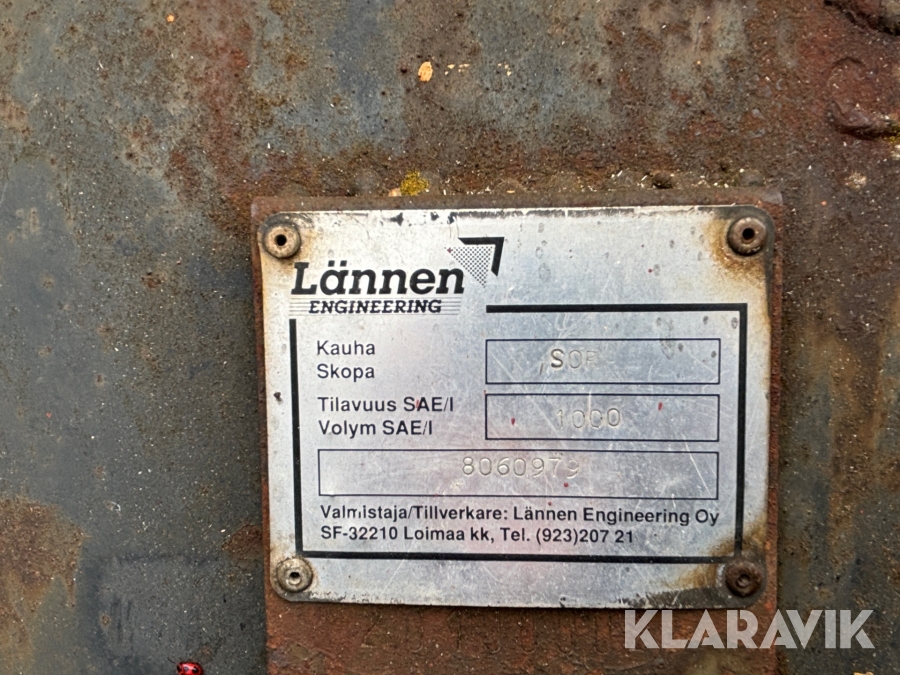 Lännen
ENGINEERING
Kauha
Skopa
Tilavuus SAE/l
Volym SAE/l
1000
8060979
Valmistaja/Tillverkare: Lännen Engineering Oy
SF-32210 Loimaa kk, Tel. (923)207 21
KLARAVIK